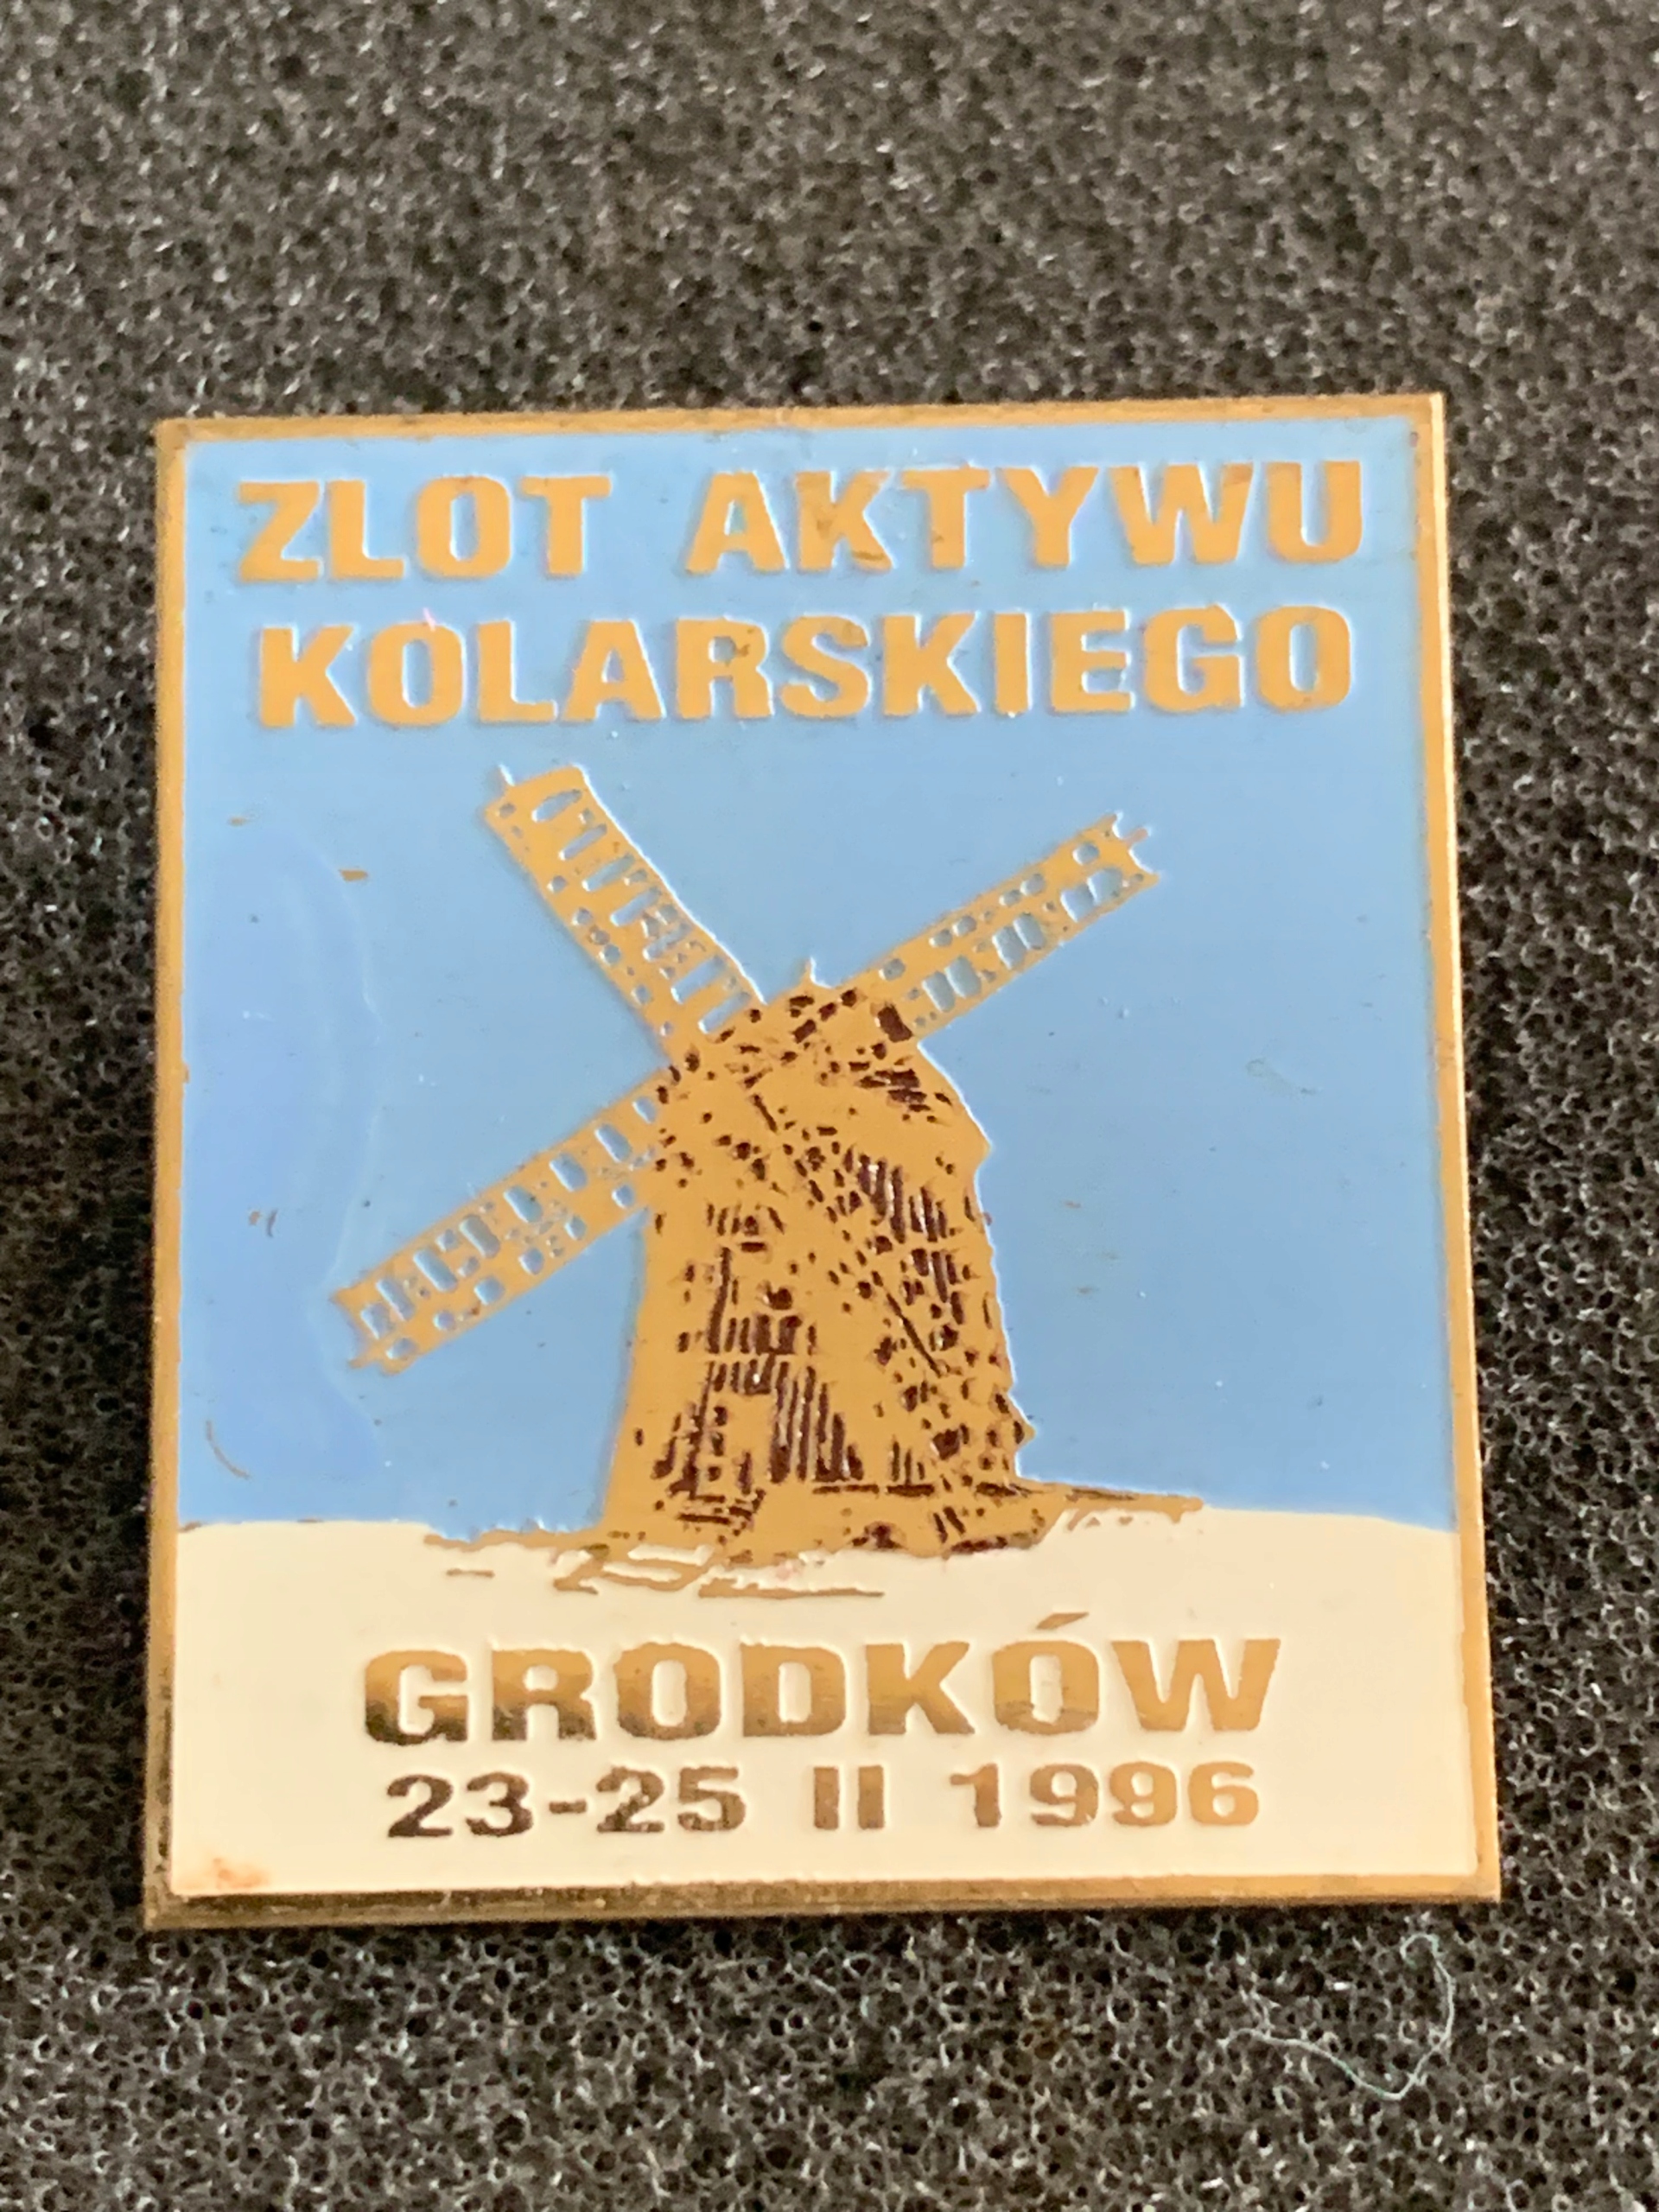 ZLOT AKTYWU
KOLARSKIEGO
GRODKÓW
23-25 II 1996